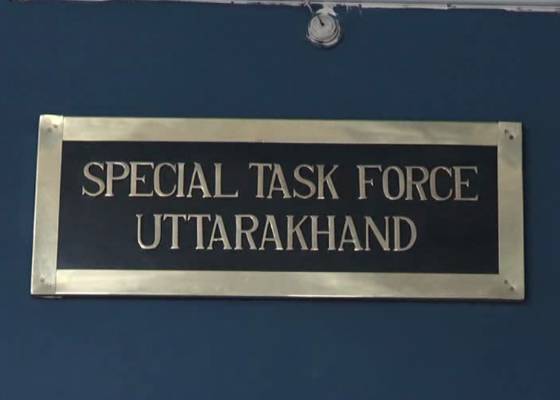 SPECIAL TASK FORCE
UTTARAKHAND